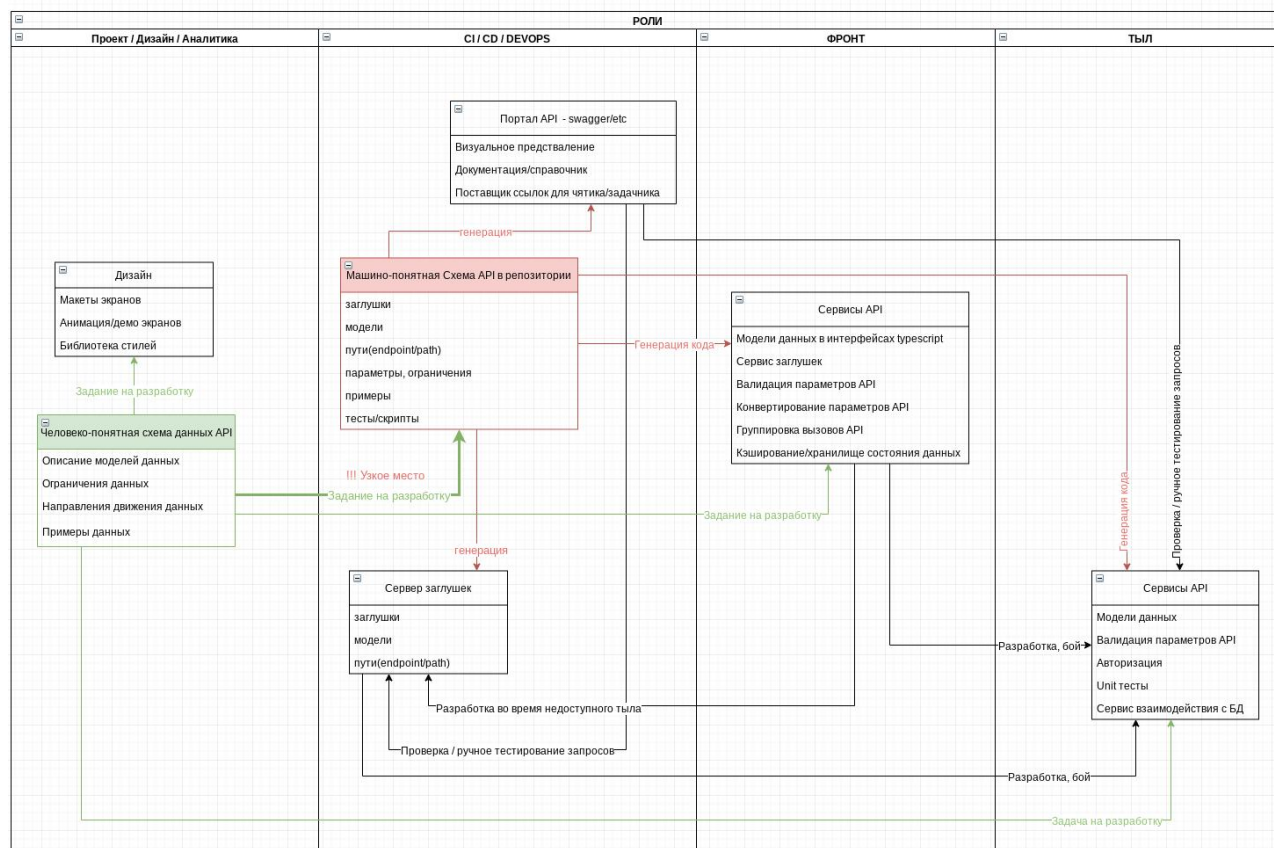 РОЛИ
Проект / Дизайн / Аналитика
CI / CD / DEVOPS
ФРОНТ
ТЫЛ
Портал API - swagger/etc
Визуальное предстваление
Документация/справочник
Поставщик ссылок для чятика/задачника
генерация
Дизайн
Макеты экранов
Анимация/демо экранов
Библиотека стилей
Задание на разработку
Человеко-понятная схема данных API
Описание моделей данных
Ограничения данных
Направления движения данных
Примеры данных
Машино-понятная Схема API в репозитории
заглушки
модели
пути(endpoint/path)
параметры, ограничения
примеры
тесты/скрипты
!!! Узкое место
Задание на разработку
Генерация кода
Сервисы API
Модели данных в интерфейсах typescript
Сервис заглушек
Валидация параметров API
Конвертирование параметров API
Группировка вызовов API
Кэширование/хранилище состояния данных
Задание на разработку
генерация
Сервер заглушек
заглушки
модели
пути(endpoint/path)
Разработка во время недоступного тыла
Проверка / ручное тестирование запросов
Генерация кода
Проверка / ручное тестирование запросов
Сервисы API
Модели данных
Валидация параметров API
Авторизация
Unit тесты
Сервис взаимодействия с БД
Разработка, бой
Разработка, бой
Задача на разработку